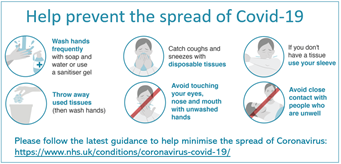 Help prevent the spread of Covid-19
Wash hands
frequently
with soap and
water or use
a sanitiser gel
Catch coughs and
sneezes with
disposable tissues
If you don't
have a tissue
use your sleeve
Throw away
used tissues
(then wash hands)
Avoid touching
your eyes,
nose and mouth
with unwashed
hands
Avoid close
contact with
people who
are unwell
Please follow the latest guidance to help minimise the spread of Coronavirus:
https://www.nhs.uk/conditions/coronavirus-covid-19/